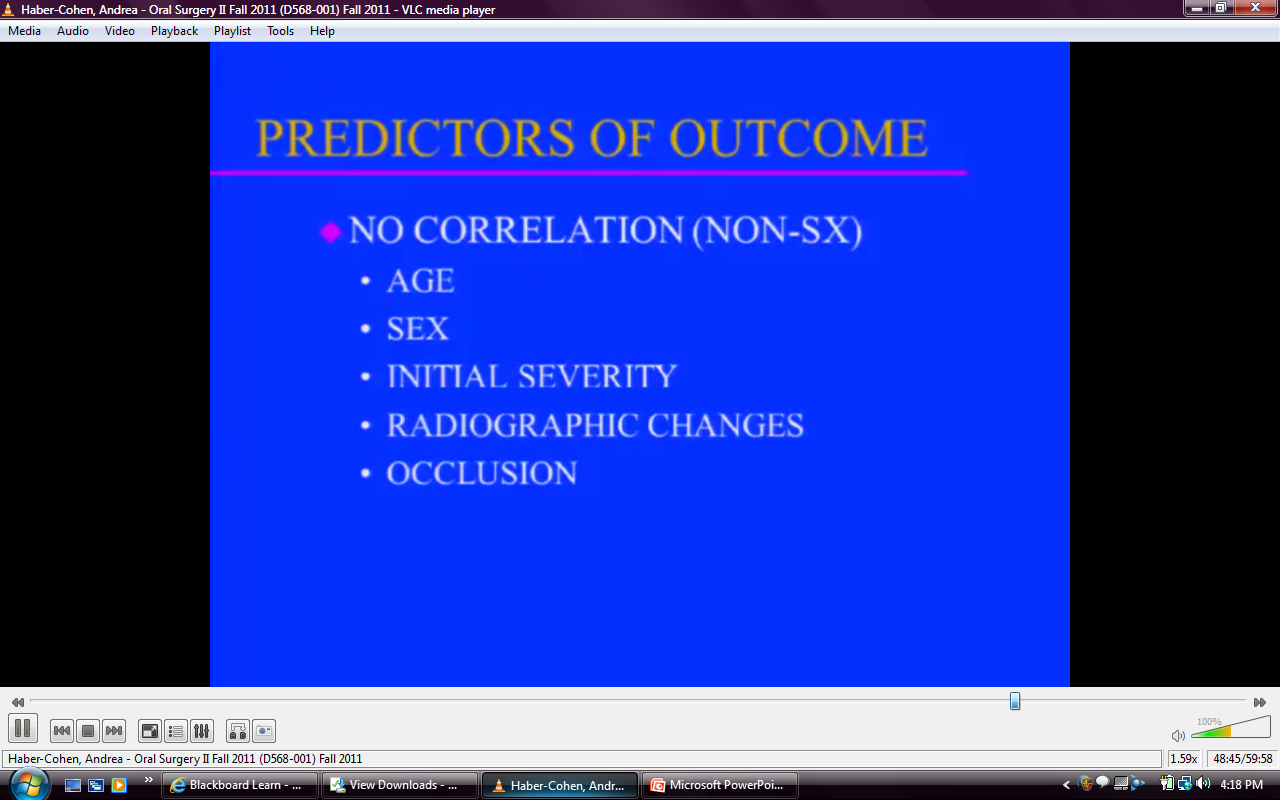 Haber-Cohen, Andrea - Oral Surgery II Fall 2011 (D568-001) Fall 2011 - VLC media player
Media Audio Video Playback Playlist Tools Help
PREDICTORS OF OUTCOME
NO CORRELATION (NON-SX)
• AGE
• SEX
• INITIAL SEVERITY
• RADIOGRAPHIC CHANGES
• OCCLUSION
100%
Haber-Cohen, Andrea - Oral Surgery II Fall 2011 (D568-001) Fall 2011 1.59x 48:45/59:58
» Blackboard Learn - ... View Downloads - ... Haber-Cohen, Andr... Microsoft PowerPoi... < 4:18 PM